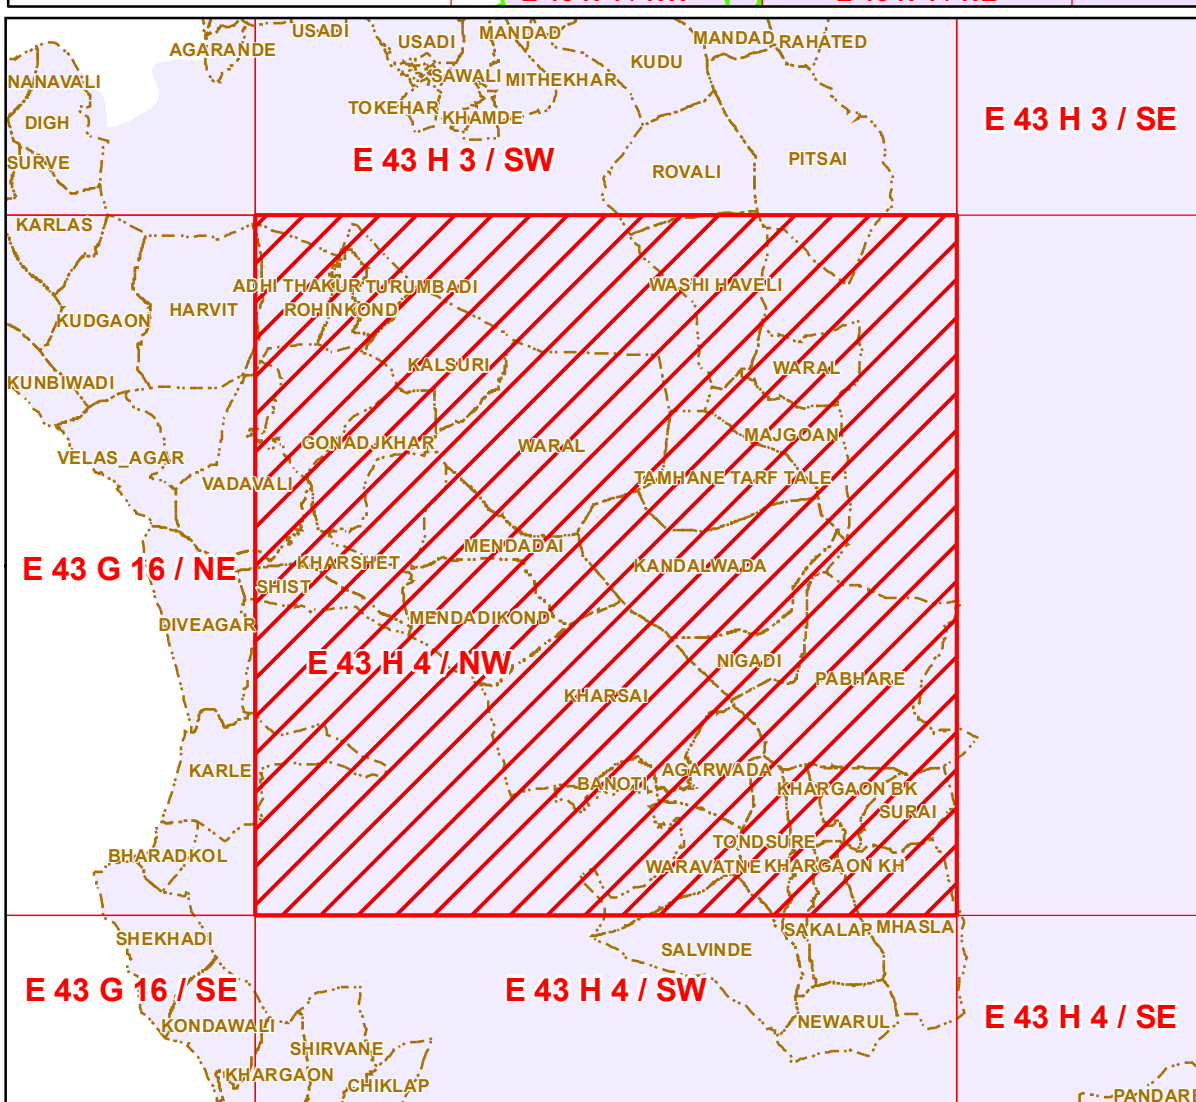 USADI
AGARANDE
USADI
MANDAD
MANDAD
RAHATED
KUDU
NANAVALI
SAWALI
MITHEKHAR
TOKEHAR
KHAMDE
DIGH
E 43 H 3 / SE
SURVE
E 43 H 3 / SW
ROVALI
PITSAI
KARLAS
ADHI THAKUR
TURUMBADI
WASHI HAVELI
HARVIT
ROHINKOND
KUDGAON
KALSURI
WARAL
KUNBIWADI
GONADJKHAR
WARAL
MAJGOAN
VELAS_AGAR
VADAVALI
TAMHANE TARF TALE
MENDADAI
E 43 G 16 / NE
KHARSHET
KANDALWADA
SHIST
DIVEAGAR
MENDADIKOND
E 43 H 4 / NW
NIGADI
PABHARE
KHARSAI
KARLE
BANOTI
AGARWADA
KHARGAON BK
SURAI
TONDSURE
BHARADKOL
WARAVATNE
KHARGAON KH
SHEKHADI
SALVINDE
SAKALAP
MHASLA
E 43 G 16 / SE
E 43 H 4 / SW
E 43 H 4 / SE
KONDAWALI
NEWARUL
SHIRVANE
KHARGAON
CHIKLAP